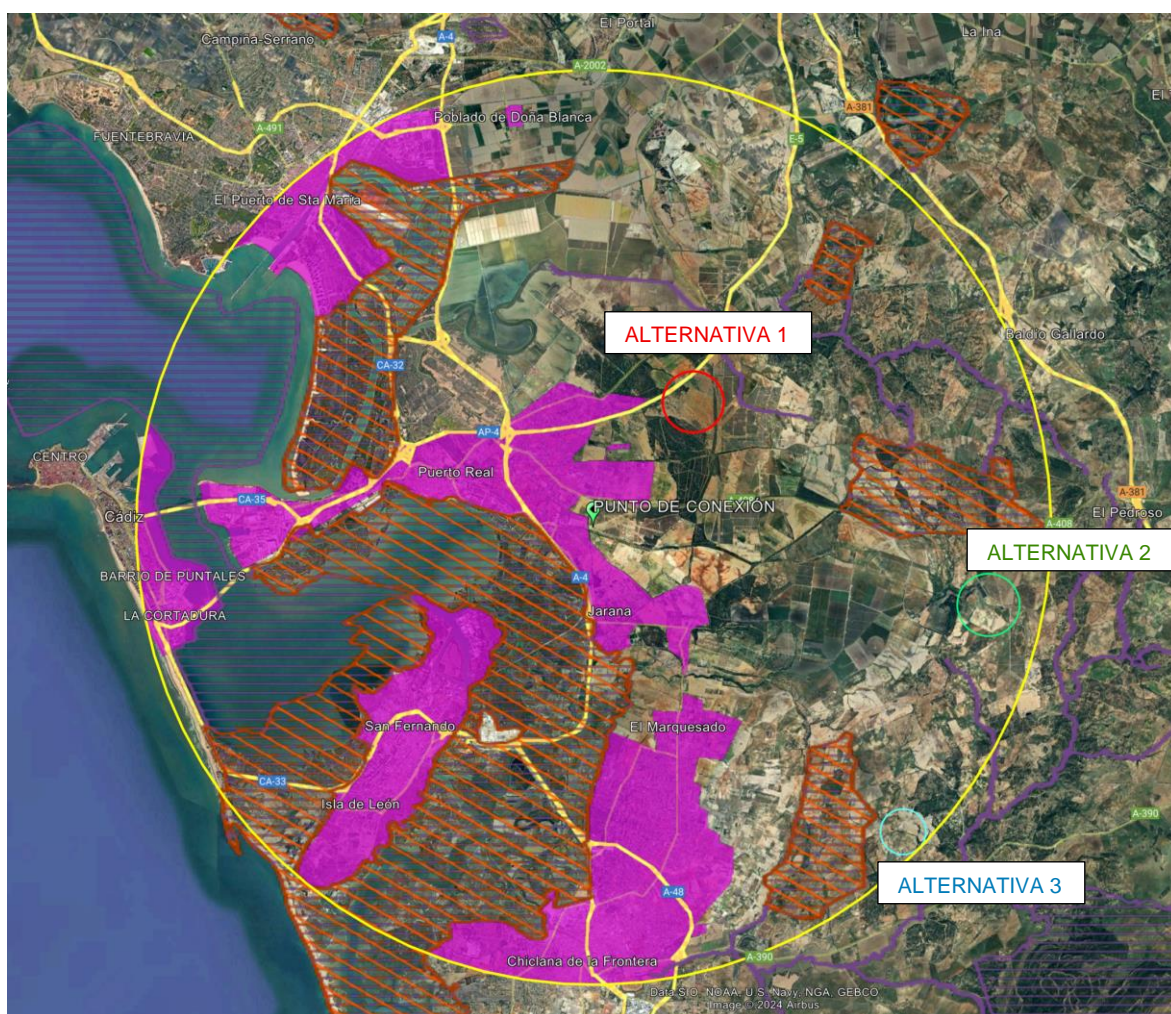 El Portal
La Ina
Campiña-Serrano
A-4
A-2002
A-381
Poblado de Doña Blanca
A-491
FUENTEBRAVIA
E-5
El Puerto de Sta María
ALTERNATIVA 1
Baldío Gallardo
CA-32
AP-4
CENTRO
Puerto Real
CA-35
Cádiz
PUNTO DE CONEXIÓN
A-381
El Pedroso
A-408
ALTERNATIVA 2
BARRIO DE PUNTALES
A-4
LA CORTADURA
Jarana
San Fernando
El Marquesado
CA-33
Isla de León
A-390
ALTERNATIVA 3
A-48
Chiclana de la Frontera
A-390
Data SIO, NOAA, U.S. Navy, NGA, GEBCO
Image © 2024 Airbus